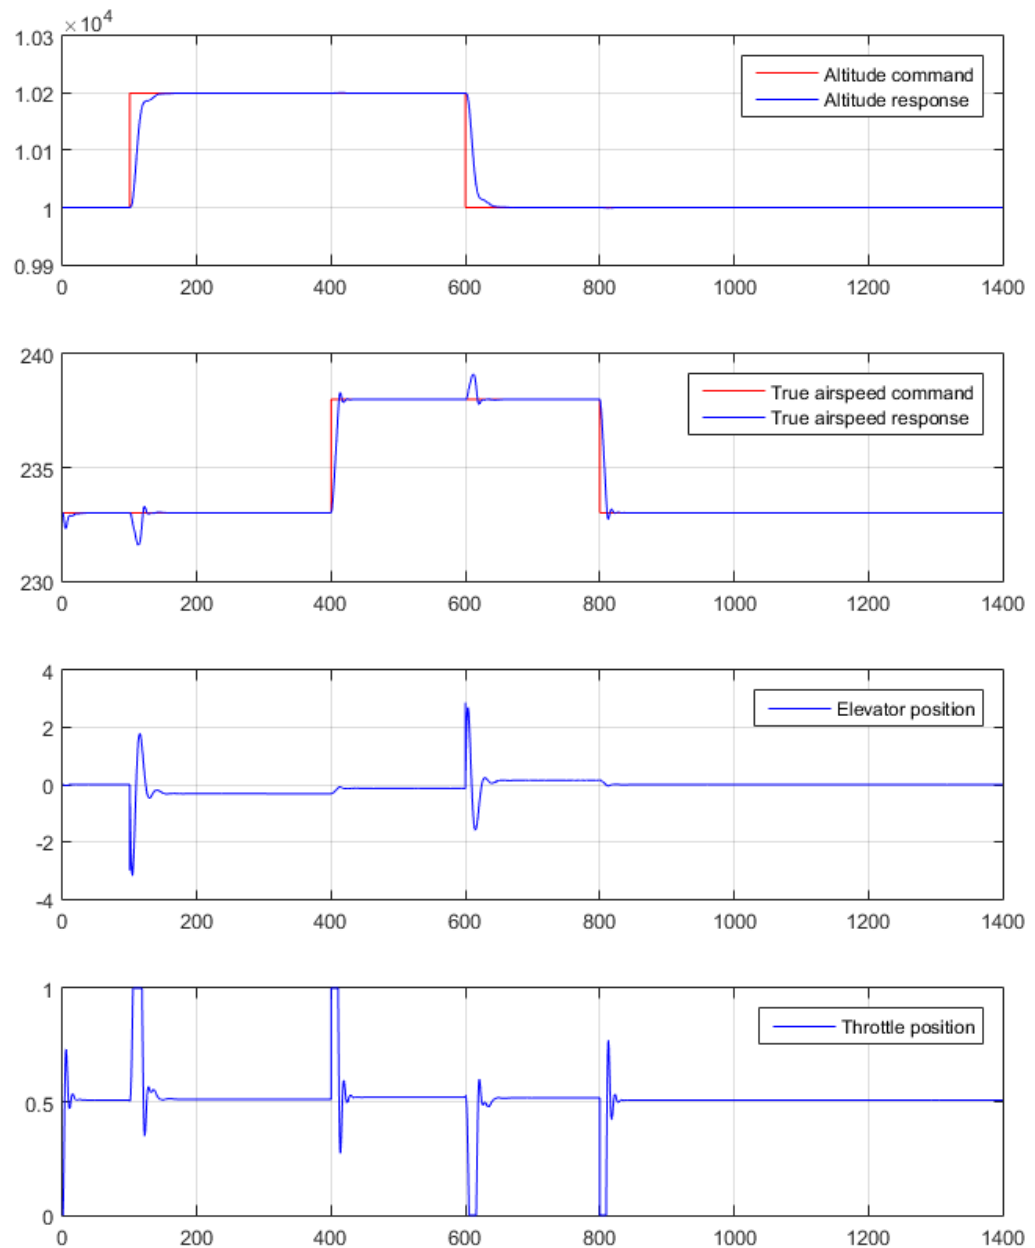 ×10⁴
1.03
1.02
1.01
1
0.99
0 200 400 600 800 1000 1200 1400
Altitude command
Altitude response
240
235
230
0 200 400 600 800 1000 1200 1400
True airspeed command
True airspeed response
4
2
0
-2
-4
0 200 400 600 800 1000 1200 1400
Elevator position
1
0.5
0
0 200 400 600 800 1000 1200 1400
Throttle position